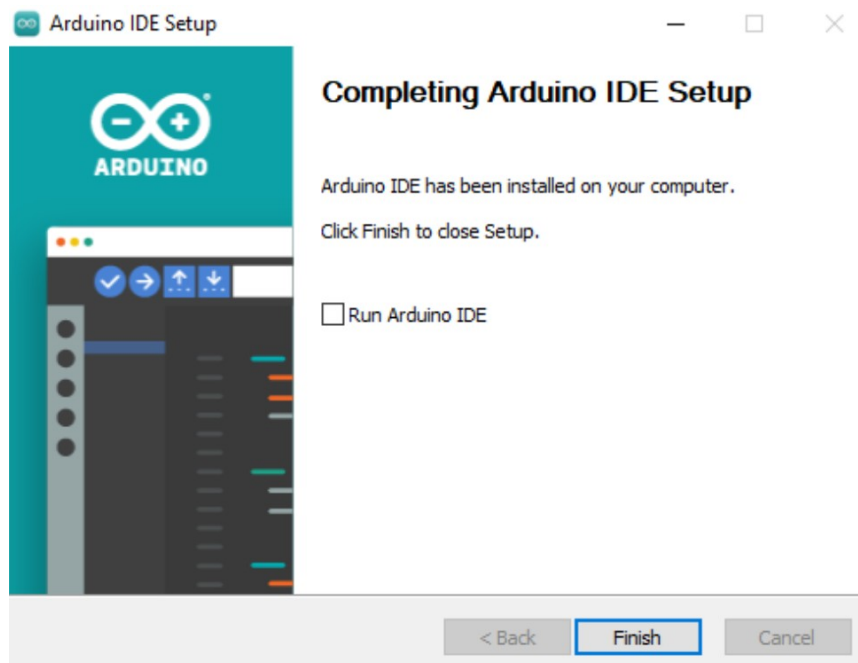 Arduino IDE Setup
ARDUINO
Completing Arduino IDE Setup
Arduino IDE has been installed on your computer.
Click Finish to close Setup.
Run Arduino IDE
< Back
Finish
Cancel